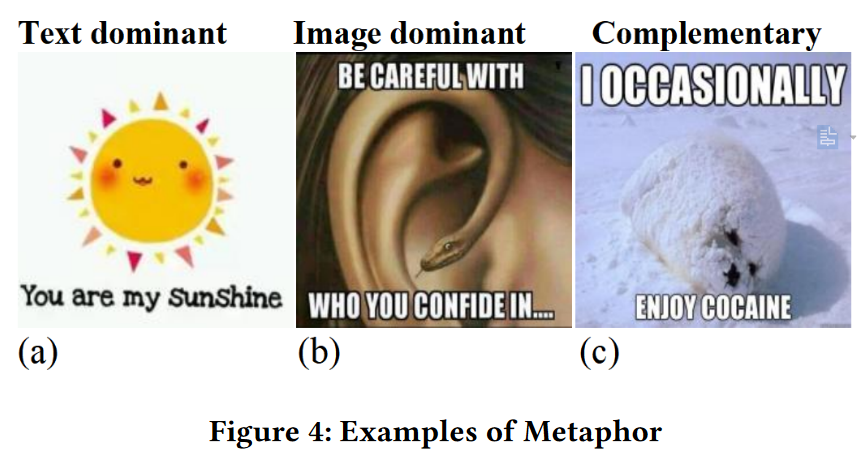 Text dominant
Image dominant
Complementary
You are my sunshine
BE CAREFUL WITH
WHO YOU CONFIDE IN....
I OCCASIONALLY
ENJOY COCAINE
(a)
(b)
(c)
Figure 4: Examples of Metaphor